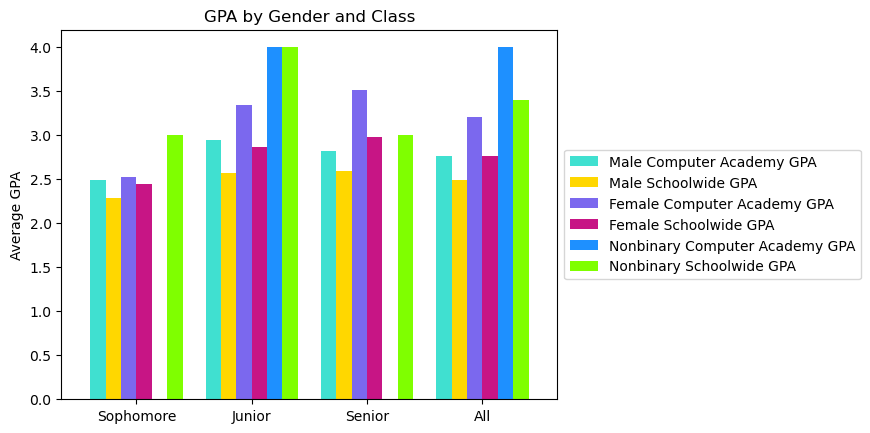 GPA by Gender and Class
Average GPA
4.0
3.5
3.0
2.5
2.0
1.5
1.0
0.5
0.0
Sophomore Junior Senior All
Male Computer Academy GPA
Male Schoolwide GPA
Female Computer Academy GPA
Female Schoolwide GPA
Nonbinary Computer Academy GPA
Nonbinary Schoolwide GPA